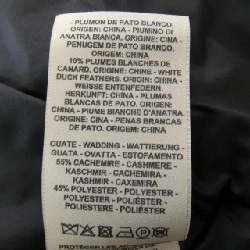 - PLUMON DE PATO BLANCO.
ORIGEN: CHINA - PIUMINO DI
ANATRA BIANCA. ORIGINE: CINA -
PENUGEM DE PATO BRANCO.
ORIGEM: CHINA
10% PLUMES BLANCHES DE
CANARD. ORIGINE: CHINE - WHITE
DUCK FEATHERS. ORIGIN: CHINA -
WEISSE ENTENFEDERN.
HERKUNFT: CHINA - PLUMAS
BLANCAS DE PATO. ORIGEN:
CHINA - PIUME BIANCHE D'ANATRA.
ORIGINE: CINA - PENAS BRANCAS
DE PATO. ORIGEM: CHINA
OUATE - WADDING - WATTIERUNG -
GUATA - OVATTA - ESTOFAMENTO
55% CACHEMIRE - CASHMERE -
KASCHMIR - CACHEMIRA -
KASHMIR - CAXEMIRA
45% POLYESTER - POLYESTER -
POLYESTER - POLIÉSTER -
POLIESTERE - POLIÉSTER